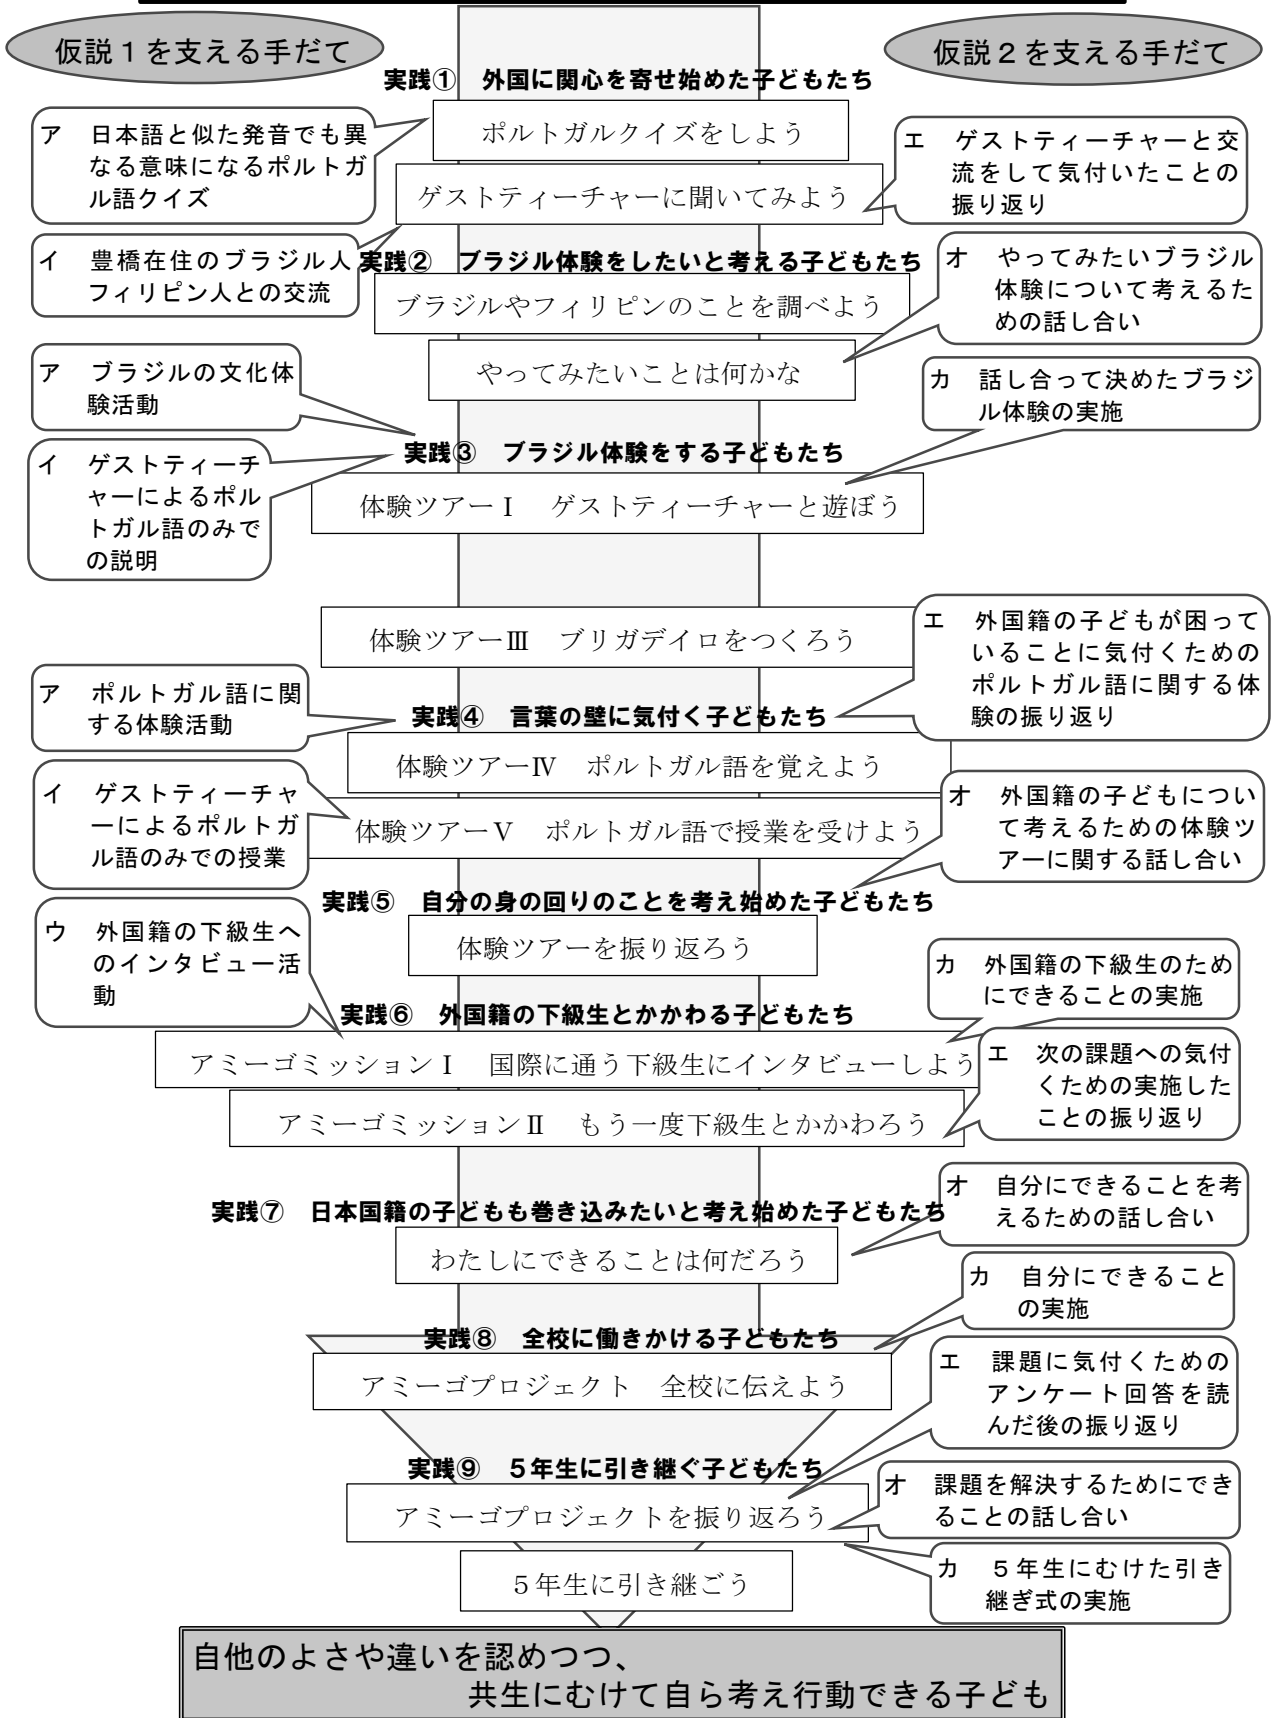 仮説1を支える手だて
仮説2を支える手だて
実践①　外国に関心を寄せ始めた子どもたち
ポルトガルクイズをしよう
ア　日本語と似た発音でも異
なる意味になるポルトガ
ル語クイズ
エ　ゲストティーチャーと交
流をして気付いたことの
振り返り
ゲストティーチャーに聞いてみよう
イ　豊橋在住のブラジル人
フィリピン人との交流
実践②　ブラジル体験をしたいと考える子どもたち
ブラジルやフィリピンのことを調べよう
オ　やってみたいブラジル
体験について考えるた
めの話し合い
やってみたいことは何かな
ア　ブラジルの文化体
験活動
カ　話し合って決めたブラジ
ル体験の実施
実践③　ブラジル体験をする子どもたち
イ　ゲストティーチ
ャーによるポル
トガル語のみで
の説明
体験ツアーⅠ　ゲストティーチャーと遊ぼう
体験ツアーⅢ　ブリガデイロをつくろう
エ　外国籍の子どもが困って
いることに気付くための
ポルトガル語に関する体
験の振り返り
ア　ポルトガル語に関
する体験活動
実践④　言葉の壁に気付く子どもたち
体験ツアーⅣ　ポルトガル語を覚えよう
イ　ゲストティーチャ
ーによるポルトガ
ル語のみでの授業
体験ツアーⅤ　ポルトガル語で授業を受けよう
オ　外国籍の子どもについ
て考えるための体験ツ
アーに関する話し合い
実践⑤　自分の身の回りのことを考え始めた子どもたち
体験ツアーを振り返ろう
ウ　外国籍の下級生へ
のインタビュー活
動
カ　外国籍の下級生のため
にできることの実施
実践⑥　外国籍の下級生とかかわる子どもたち
アミーゴミッションⅠ　国際に通う下級生にインタビューしよう
エ　次の課題への気付
くための実施した
ことの振り返り
アミーゴミッションⅡ　もう一度下級生とかかわろう
実践⑦　日本国籍の子どもも巻き込みたいと考え始めた子どもたち
オ　自分にできることを考
えるための話し合い
わたしにできることは何だろう
カ　自分にできること
の実施
実践⑧　全校に働きかける子どもたち
アミーゴプロジェクト　全校に伝えよう
エ　課題に気付くための
アンケート回答を読
んだ後の振り返り
実践⑨　5年生に引き継ぐ子どもたち
アミーゴプロジェクトを振り返ろう
オ　課題を解決するためにでき
ることの話し合い
5年生に引き継ごう
カ　5年生にむけた引き
継ぎ式の実施
自他のよさや違いを認めつつ、
共生にむけて自ら考え行動できる子ども